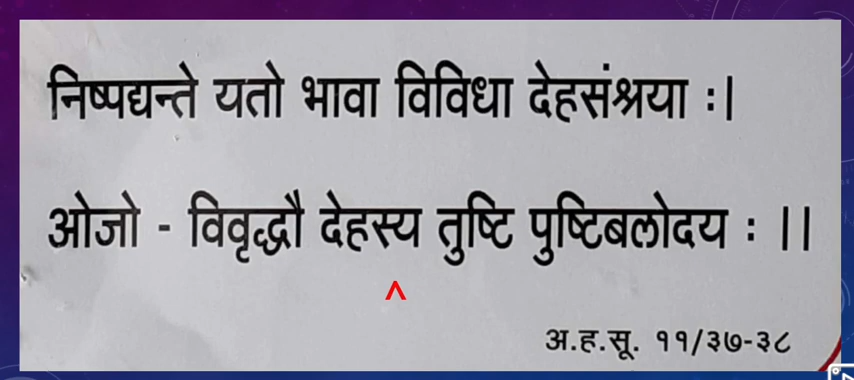 निष्पद्यन्ते यतो भावा विविधा देहसंश्रया ः।
ओजो - विवृद्धौ देहस्य तुष्टि पुष्टिबलोदय ः ।।
^
अ.ह.सू. ११/३७-३८